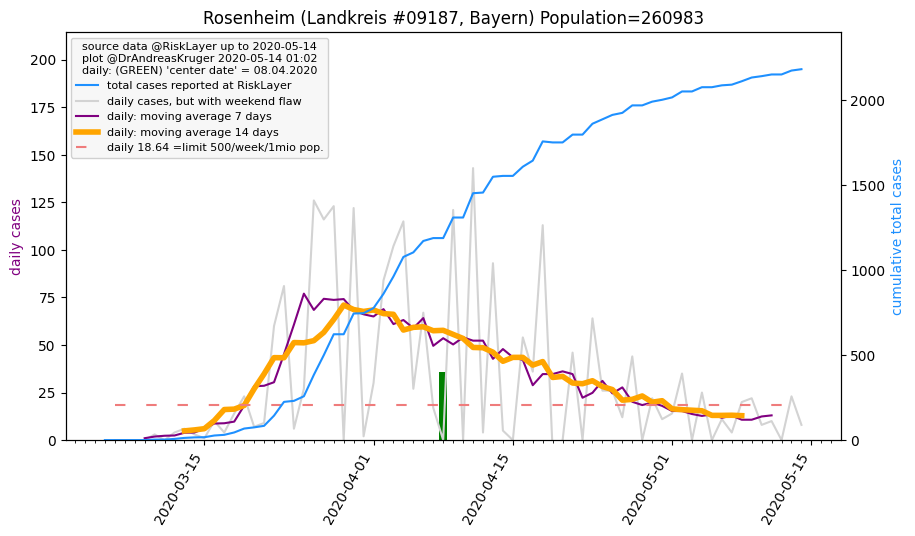 Rosenheim (Landkreis #09187, Bayern) Population=260983
source data @RiskLayer up to 2020-05-14
plot @DrAndreasKruger 2020-05-14 01:02
daily: (GREEN) 'center date' = 08.04.2020
total cases reported at RiskLayer
daily cases, but with weekend flaw
daily: moving average 7 days
daily: moving average 14 days
daily 18.64 =limit 500/week/1mio pop.
daily cases
200
175
150
125
100
75
50
25
0
cumulative total cases
2000
1500
1000
500
0
2020-03-15
2020-04-01
2020-04-15
2020-05-01
2020-05-15